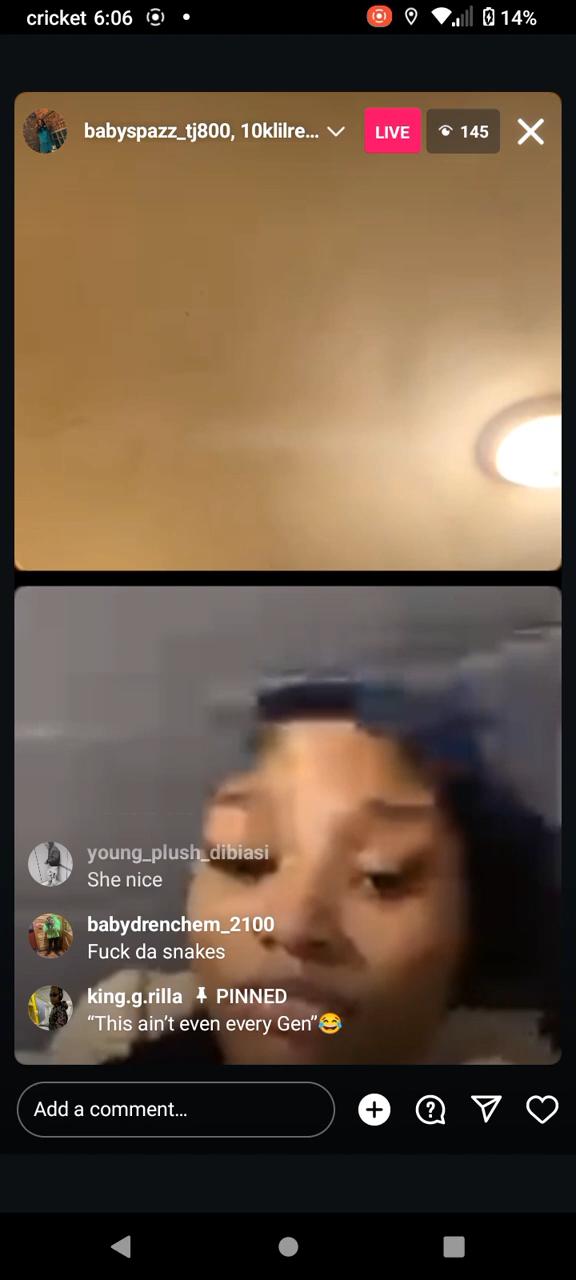 cricket 6:06 14%
babyspazz_tj800, 10klilre... LIVE 145
young_plush_dibiasi
She nice
babydrenchem_2100
Fuck da snakes
king.g.rilla PINNED
“This ain’t even every Gen”😂
Add a comment...